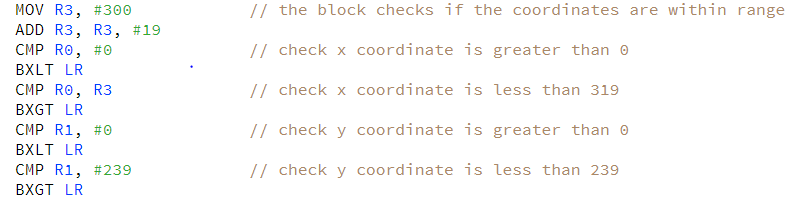 MOV R3, #300 // the block checks if the coordinates are within range
ADD R3, R3, #19
CMP R0, #0 // check x coordinate is greater than 0
BXLT LR
CMP R0, R3 // check x coordinate is less than 319
BXGT LR
CMP R1, #0 // check y coordinate is greater than 0
BXLT LR
CMP R1, #239 // check y coordinate is less than 239
BXGT LR